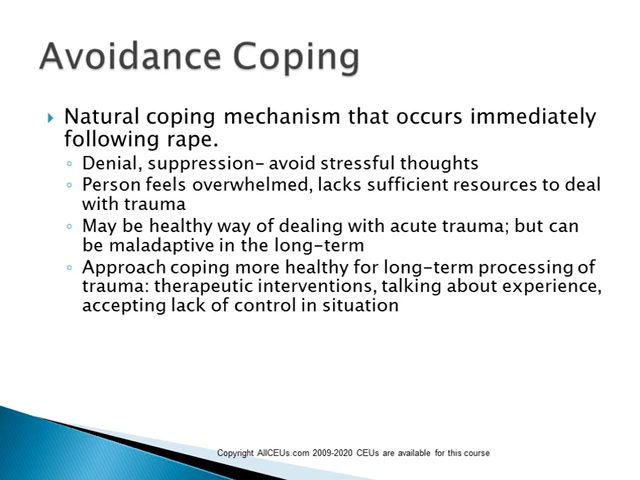 Avoidance Coping
Natural coping mechanism that occurs immediately
following rape.
Denial, suppression– avoid stressful thoughts
Person feels overwhelmed, lacks sufficient resources to deal
with trauma
May be healthy way of dealing with acute trauma; but can
be maladaptive in the long-term
Approach coping more healthy for long-term processing of
trauma: therapeutic interventions, talking about experience,
accepting lack of control in situation
Copyright AllCEUs.com 2009-2020 CEUs are available for this course